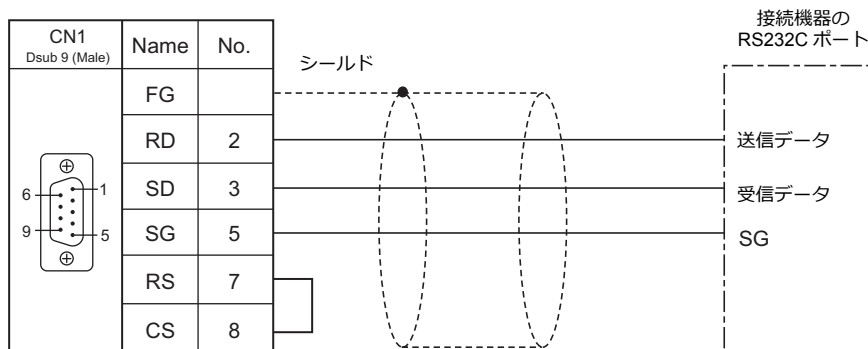 CN1
Dsub 9 (Male)
Name
No.
接続機器の
RS232C ポート
シールド
FG
RD
2
送信データ
SD
3
受信データ
SG
5
SG
RS
7
CS
8
6
1
9
5